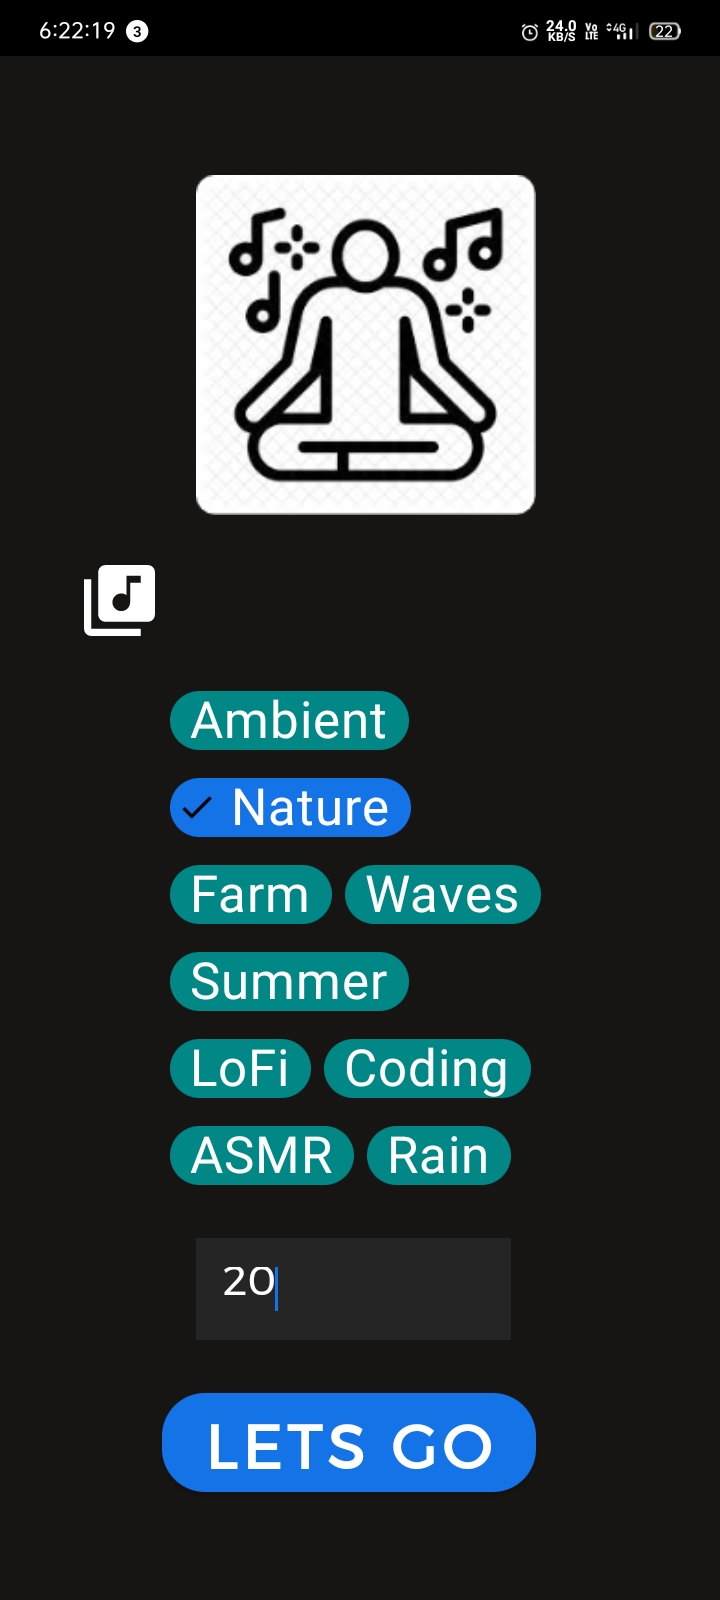 6:22:19 3 24.0 KB/S Vo LTE 4G 22
Ambient
Nature
Farm Waves
Summer
LoFi Coding
ASMR Rain
20
LETS GO